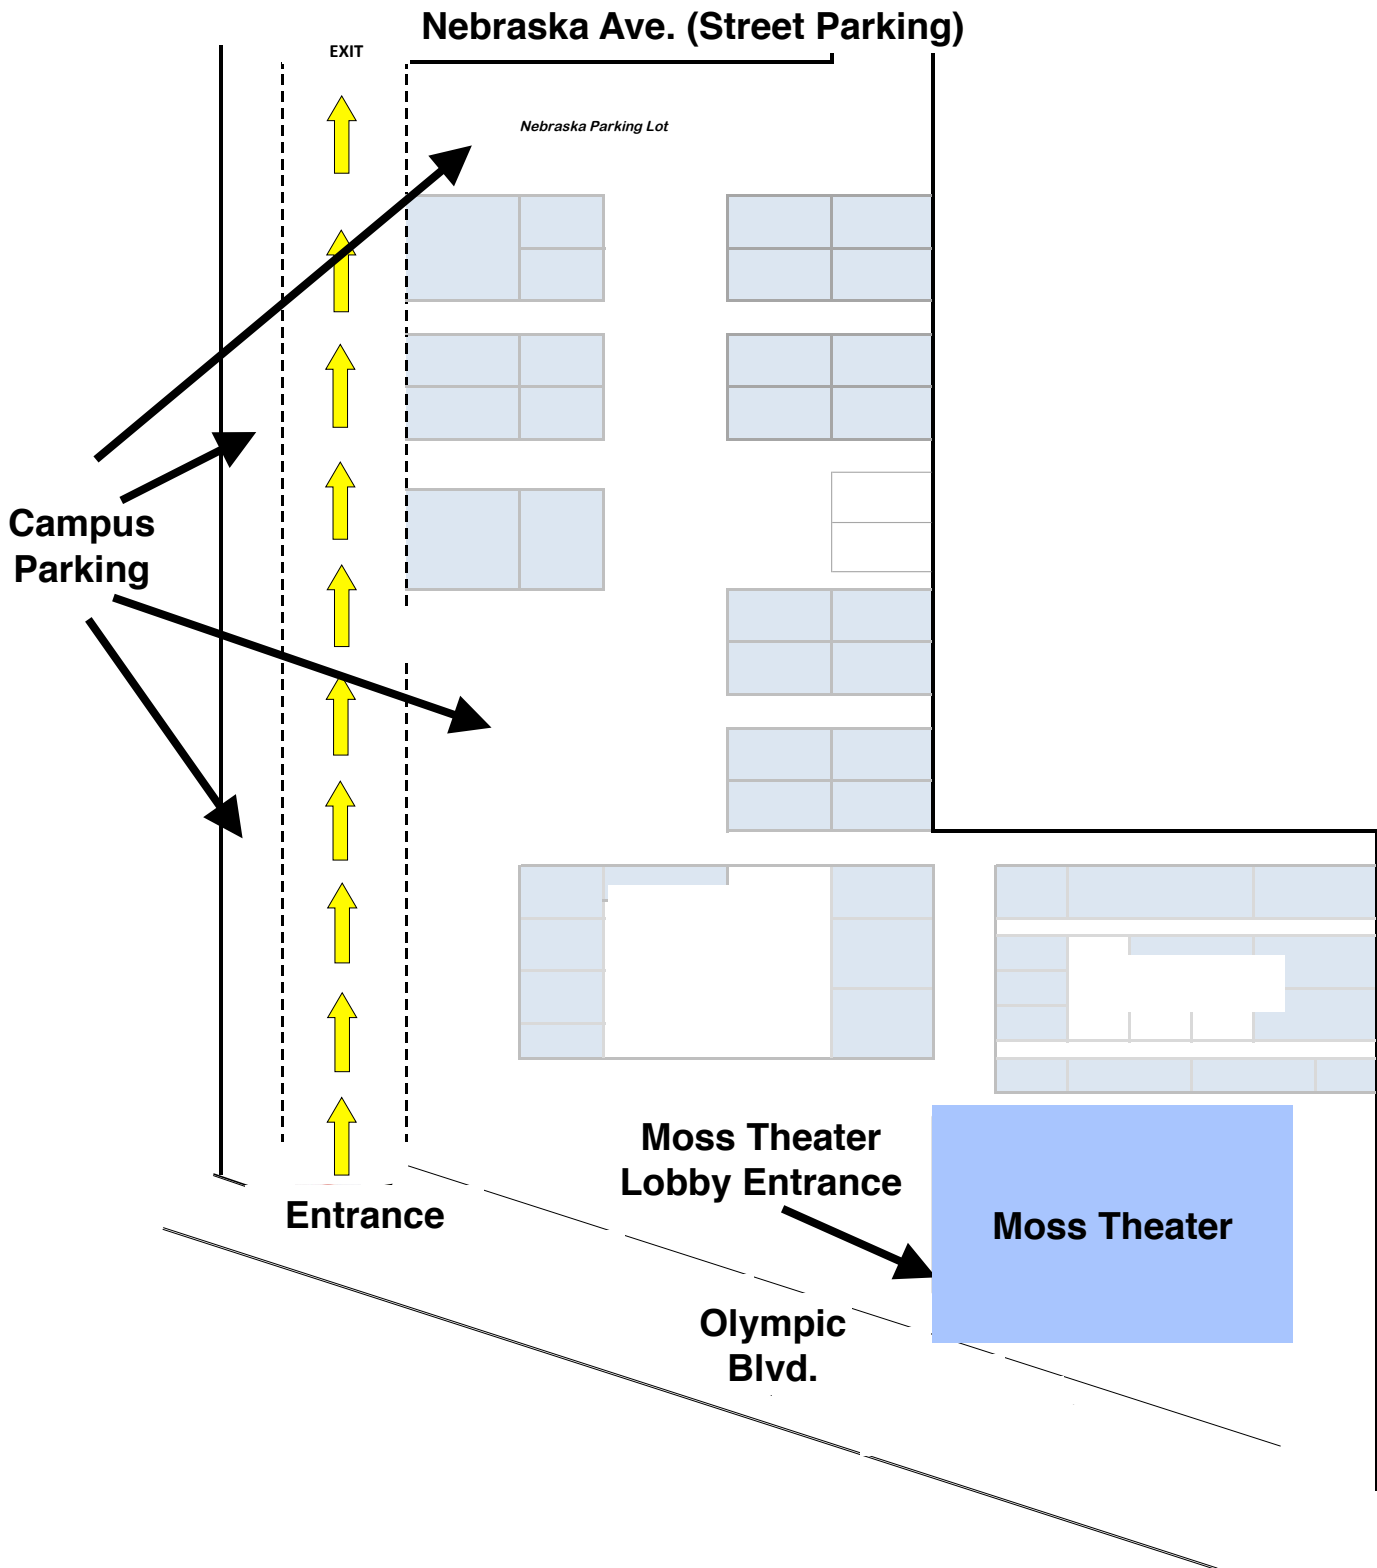 Nebraska Ave. (Street Parking)
EXIT
Nebraska Parking Lot
Campus
Parking
Moss Theater
Lobby Entrance
Entrance
Moss Theater
Olympic
Blvd.